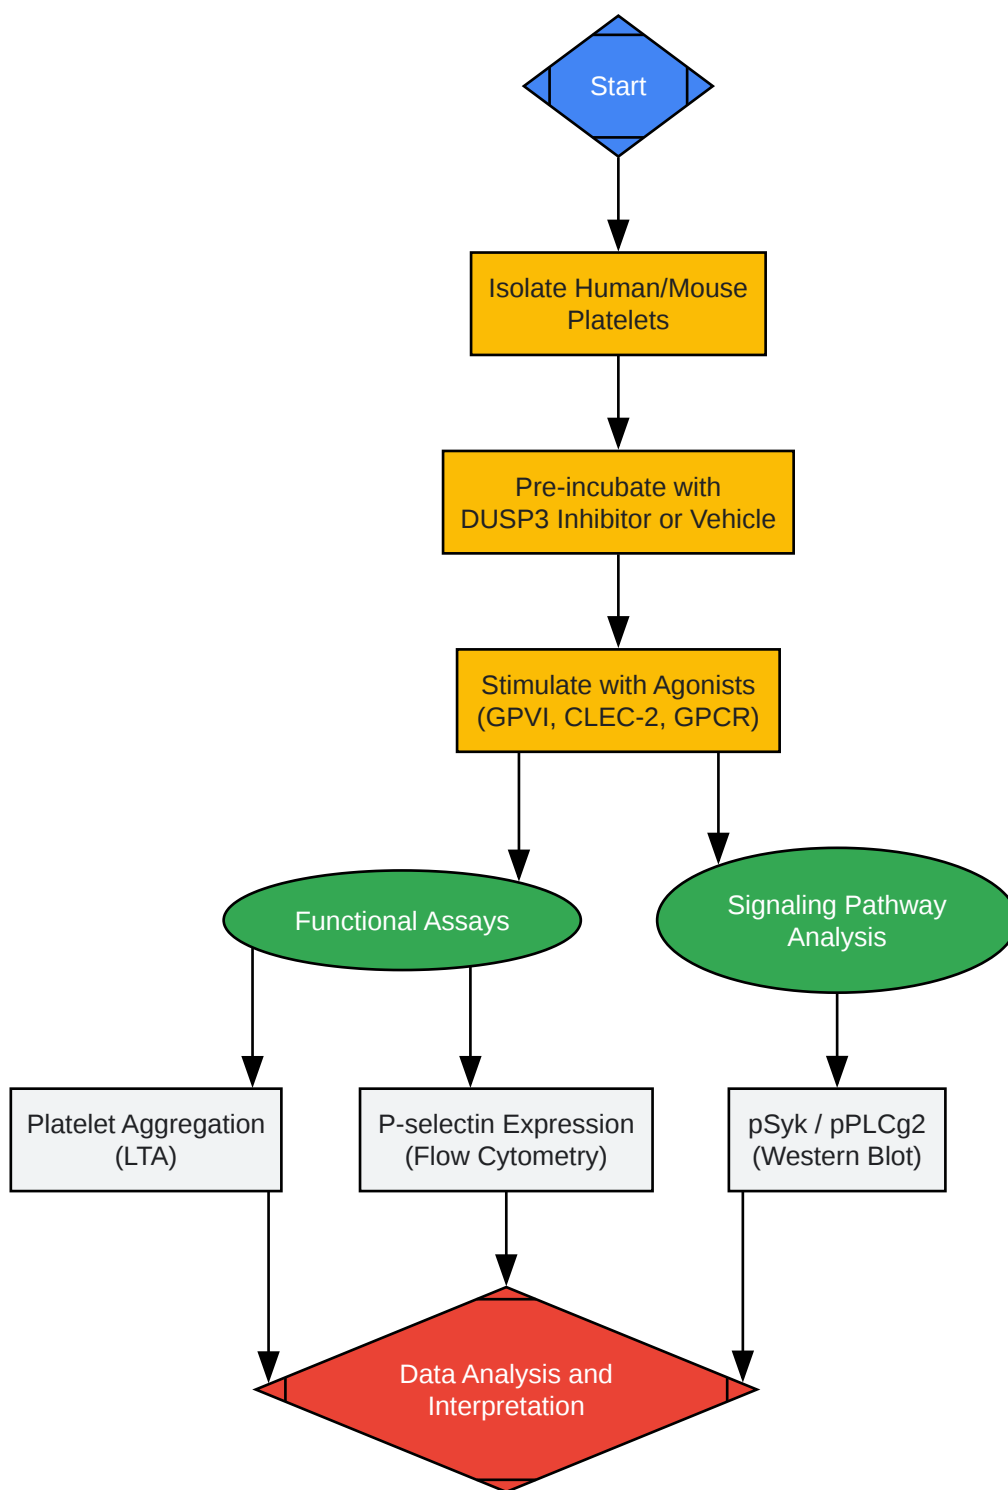 Start
Isolate Human/Mouse
Platelets
Pre-incubate with
DUSP3 Inhibitor or Vehicle
Stimulate with Agonists
(GPVI, CLEC-2, GPCR)
Functional Assays
Signaling Pathway
Analysis
Platelet Aggregation
(LTA)
P-selectin Expression
(Flow Cytometry)
pSyk / pPLCg2
(Western Blot)
Data Analysis and
Interpretation